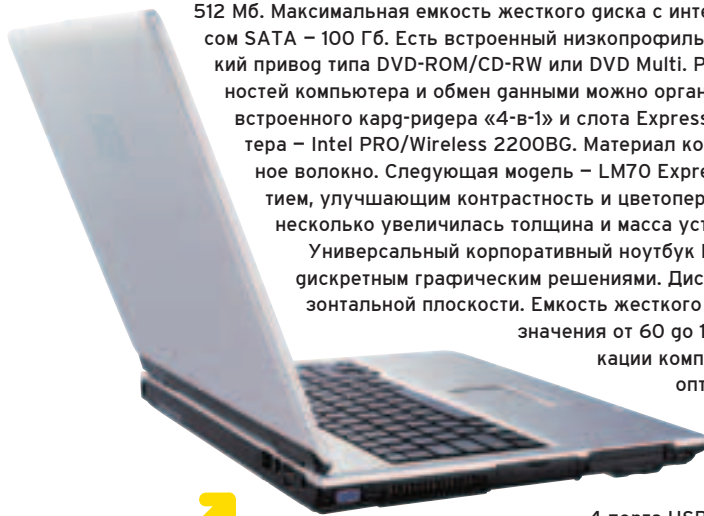 512 Мб. Максимальная емкость жесткого диска с инте
сом SATA – 100 Гб. Есть встроенный низкопрофиль
кий привод типа DVD-ROM/CD-RW или DVD Multi. Р
ностей компьютера и обмен данными можно орган
встроенного кард-ридера «4-в-1» и слота Express
тера – Intel PRO/Wireless 2200BG. Материал ко
ное волокно. Следующая модель – LM70 Expre
тием, улучшающим контрастность и цветопер
несколько увеличилась толщина и масса уст
Универсальный корпоративный ноутбук
дискретным графическим решениями. Дис
зонтальной плоскости. Емкость жесткого
значения от 60 до 1
кации комп
опт
4 порта USB